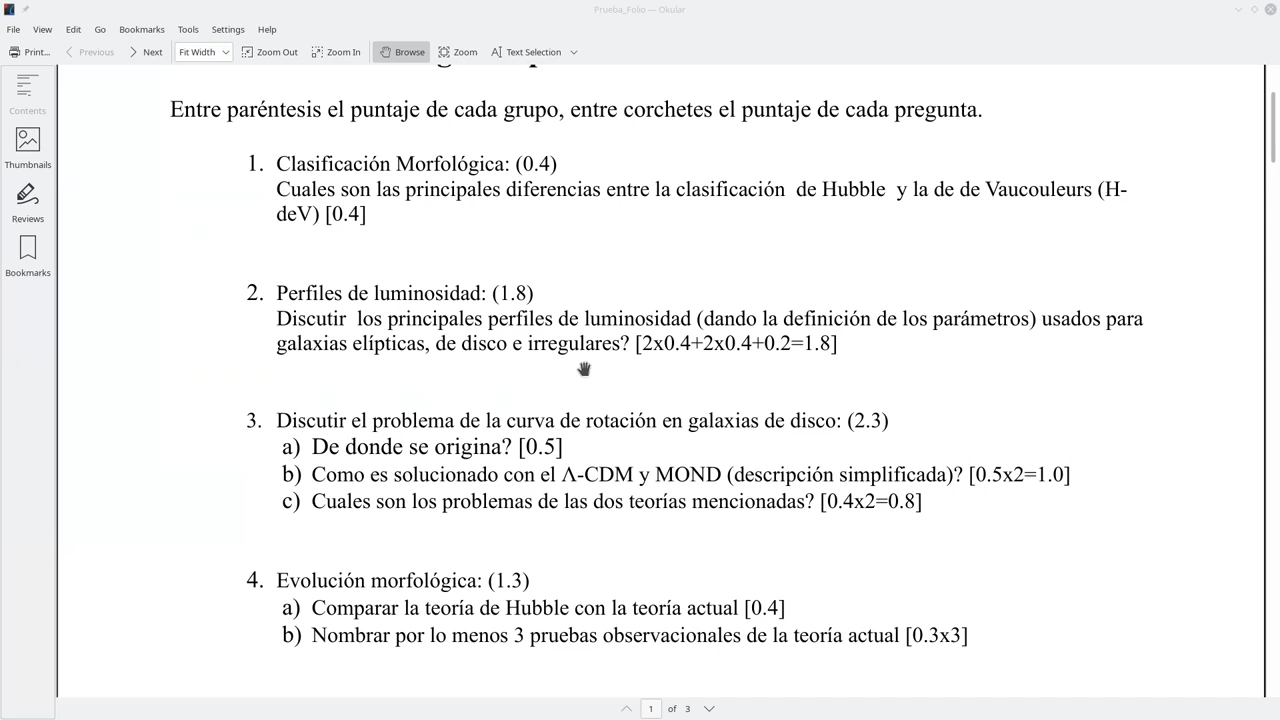 Prueba_Folio — Okular
File View Edit Go Bookmarks Tools Settings Help
Print... Previous Next Fit Width Zoom Out Zoom In Browse Zoom Text Selection
Contents
Thumbnails
Reviews
Bookmarks
Entre paréntesis el puntaje de cada grupo, entre corchetes el puntaje de cada pregunta.
1. Clasificación Morfológica: (0.4)
Cuales son las principales diferencias entre la clasificación de Hubble y la de de Vaucouleurs (H-
deV) [0.4]
2. Perfiles de luminosidad: (1.8)
Discutir los principales perfiles de luminosidad (dando la definición de los parámetros) usados para
galaxias elípticas, de disco e irregulares? [2x0.4+2x0.4+0.2=1.8]
3. Discutir el problema de la curva de rotación en galaxias de disco: (2.3)
a) De donde se origina? [0.5]
b) Como es solucionado con el Λ-CDM y MOND (descripción simplificada)? [0.5x2=1.0]
c) Cuales son los problemas de las dos teorías mencionadas? [0.4x2=0.8]
4. Evolución morfológica: (1.3)
a) Comparar la teoría de Hubble con la teoría actual [0.4]
b) Nombrar por lo menos 3 pruebas observacionales de la teoría actual [0.3x3]
1 of 3